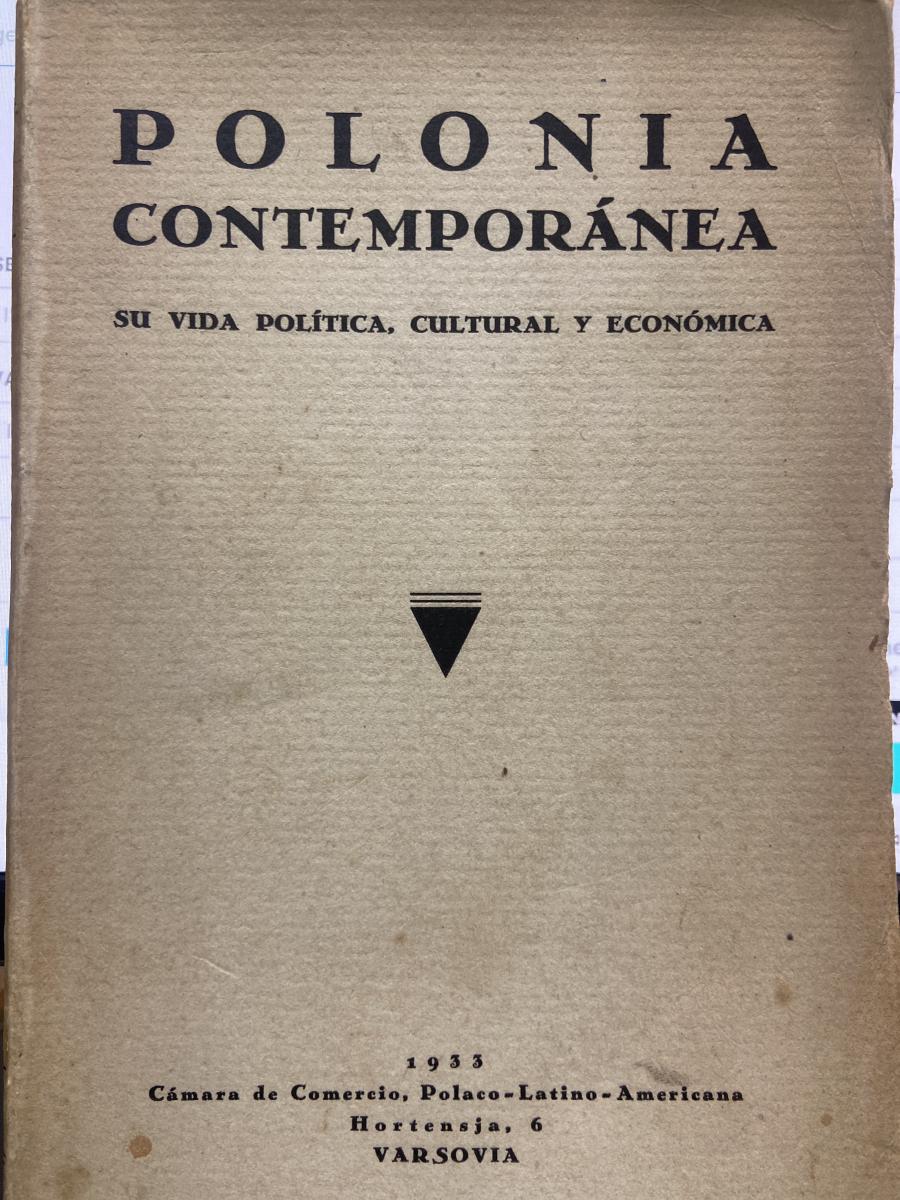 POLONIA
CONTEMPORÁNEA
SU VIDA POLÍTICA, CULTURAL Y ECONÓMICA
1933
Cámara de Comercio, Polaco-Latino-Americana
Hortensja, 6
VARSOVIA